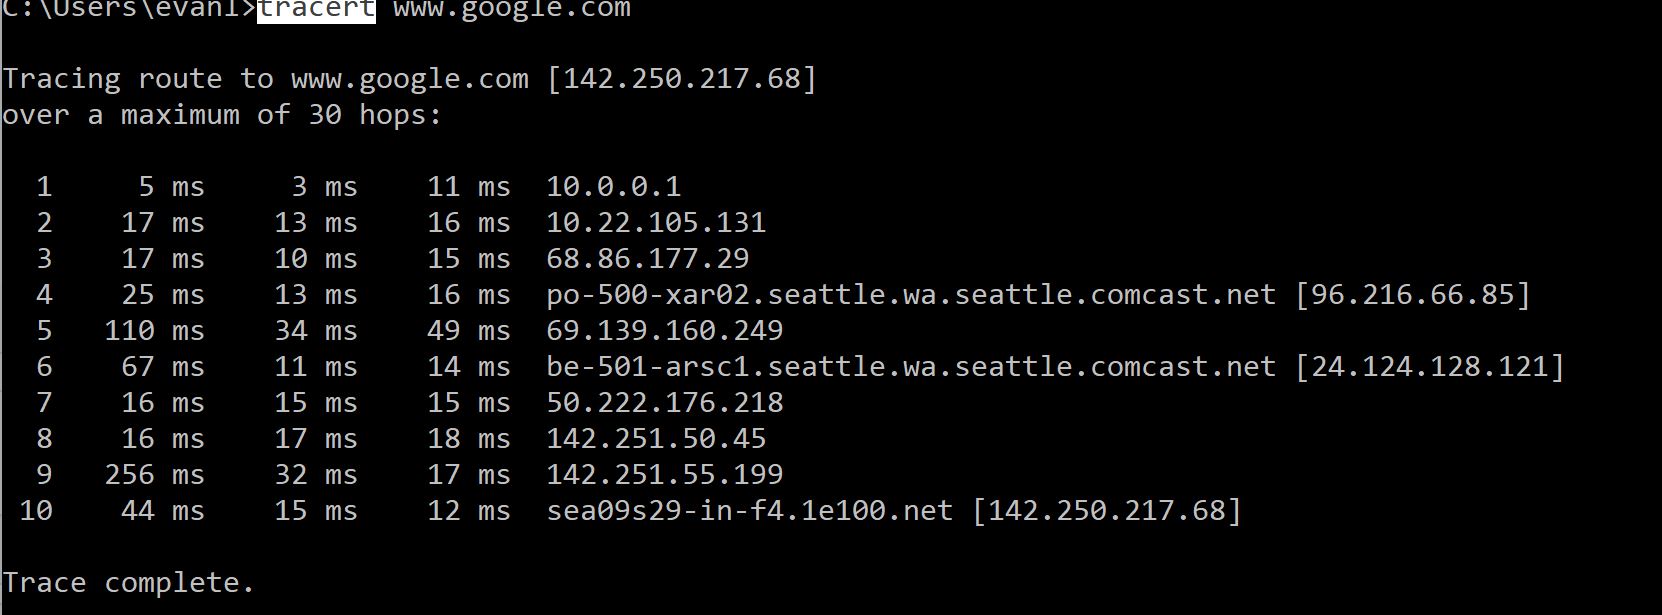 C:\Users\evanl>tracert www.google.com
Tracing route to www.google.com [142.250.217.68]
over a maximum of 30 hops:
1 5 ms 3 ms 11 ms 10.0.0.1
2 17 ms 13 ms 16 ms 10.22.105.131
3 17 ms 10 ms 15 ms 68.86.177.29
4 25 ms 13 ms 16 ms po-500-xar02.seattle.wa.seattle.comcast.net [96.216.66.85]
5 110 ms 34 ms 49 ms 69.139.160.249
6 67 ms 11 ms 14 ms be-501-arsc1.seattle.wa.seattle.comcast.net [24.124.128.121]
7 16 ms 15 ms 15 ms 50.222.176.218
8 16 ms 17 ms 18 ms 142.251.50.45
9 256 ms 32 ms 17 ms 142.251.55.199
10 44 ms 15 ms 12 ms sea09s29-in-f4.1e100.net [142.250.217.68]
Trace complete.